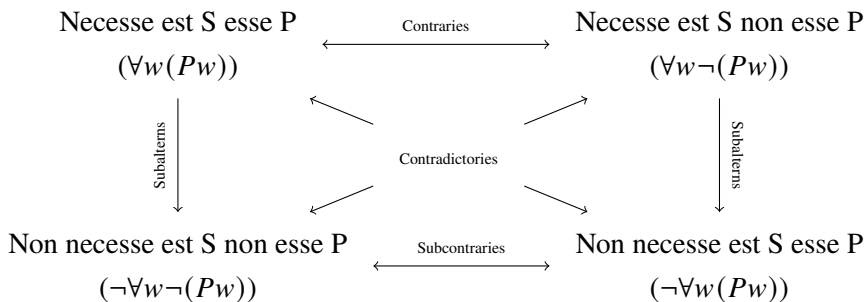 Necesse est S esse P
Contraries
Necesse est S non esse P
(∀w(Pw))
(∀w¬(Pw))
Subalterns
Contradictories
Subalterns
Non necesse est S non esse P
Subcontraries
Non necesse est S esse P
(¬∀w¬(Pw))
(¬∀w(Pw))